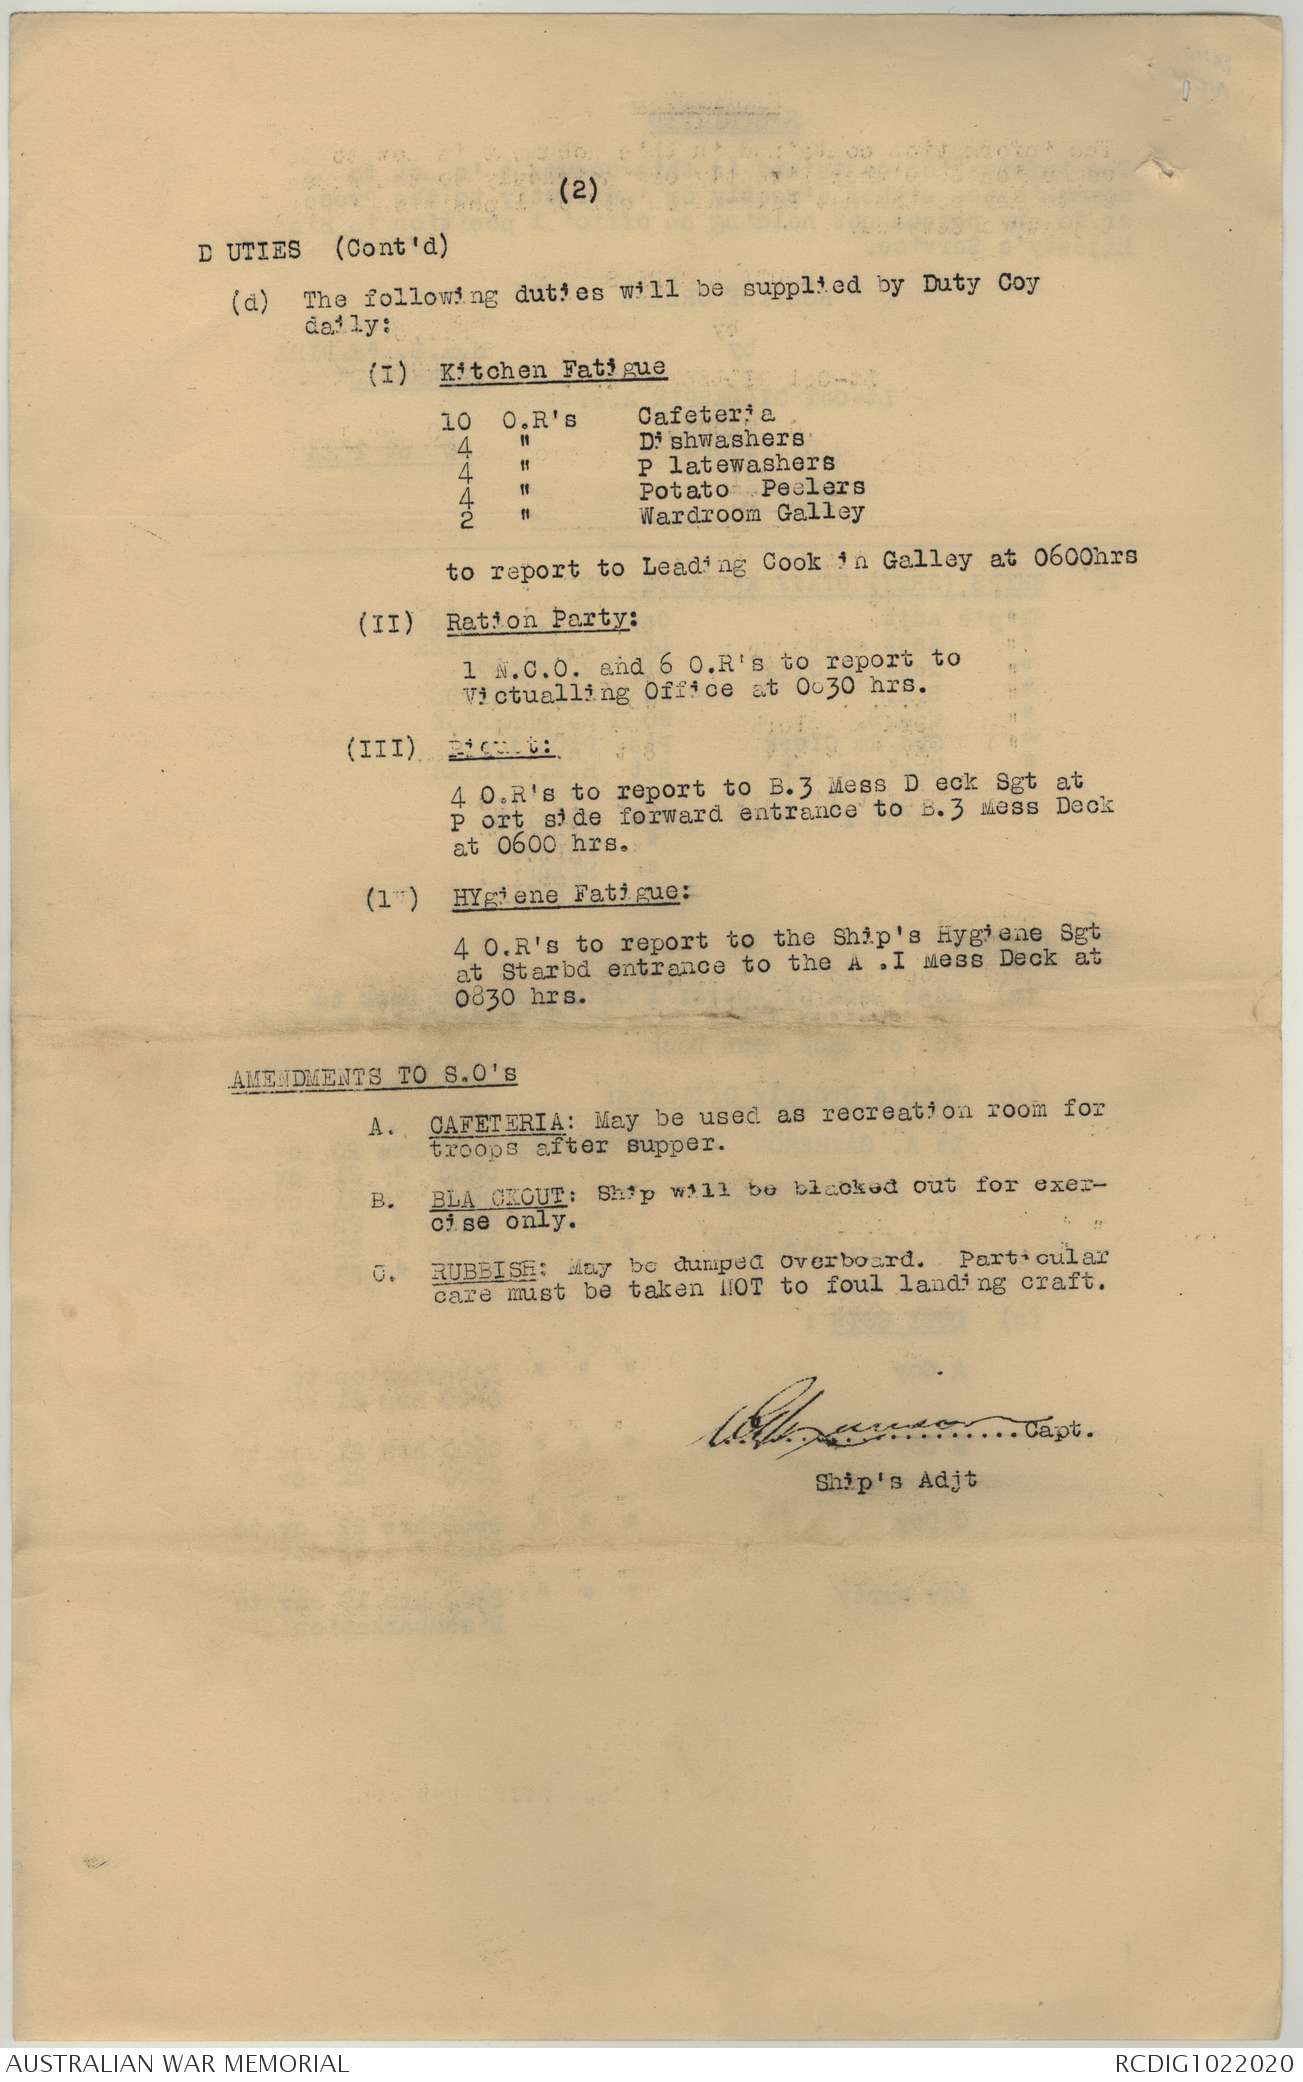 (2)
D UTIES (Cont'd)
(d) The following duties will be supplied by Duty Coy
daily:
(I) Kitchen Fatigue
10 O.R's Cafeteria
4 " Dishwashers
4 " P latewashers
4 " Potato Peelers
2 " Wardroom Galley
to report to Leading Cook in Galley at 0600hrs
(II) Ration Party:
1 N.C.O. and 6 O.R's to report to
Victualling Office at 0830 hrs.
(III) Piquet:
4 O.R's to report to B.3 Mess D eck Sgt at
P ort side forward entrance to B.3 Mess Deck
at 0600 hrs.
(1V) HYgiene Fatigue:
4 O.R's to report to the Ship's Hygiene Sgt
at Starbd entrance to the A .I Mess Deck at
0830 hrs.
AMENDMENTS TO S.O's
A. CAFETERIA: May be used as recreation room for
troops after supper.
B. BLA CKOUT: Ship will be blacked out for exer-
cise only.
C. RUBBISH: May be dumped overboard. Particular
care must be taken NOT to foul landing craft.
....................Capt.
Ship's Adjt
AUSTRALIAN WAR MEMORIAL
RCDIG1022020